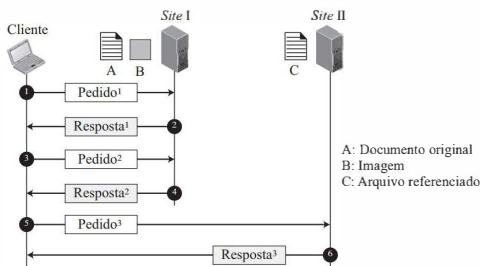 Site I
Site II
Cliente
A
B
C
1
Pedido1
Resposta1
2
3
Pedido2
Resposta2
4
5
Pedido3
Resposta3
6
A: Documento original
B: Imagem
C: Arquivo referenciado